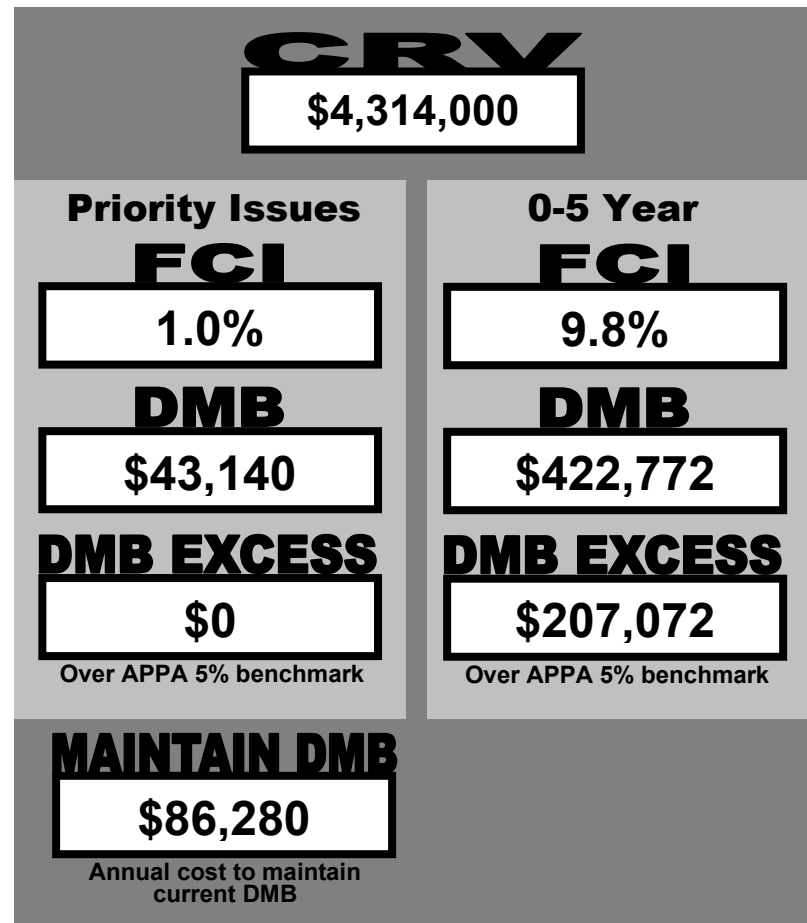 CRV
$4,314,000
Priority Issues
FCI
1.0%
DMB
$43,140
DMB EXCESS
$0
Over APPA 5% benchmark
0-5 Year
FCI
9.8%
DMB
$422,772
DMB EXCESS
$207,072
Over APPA 5% benchmark
MAINTAIN DMB
$86,280
Annual cost to maintain
current DMB